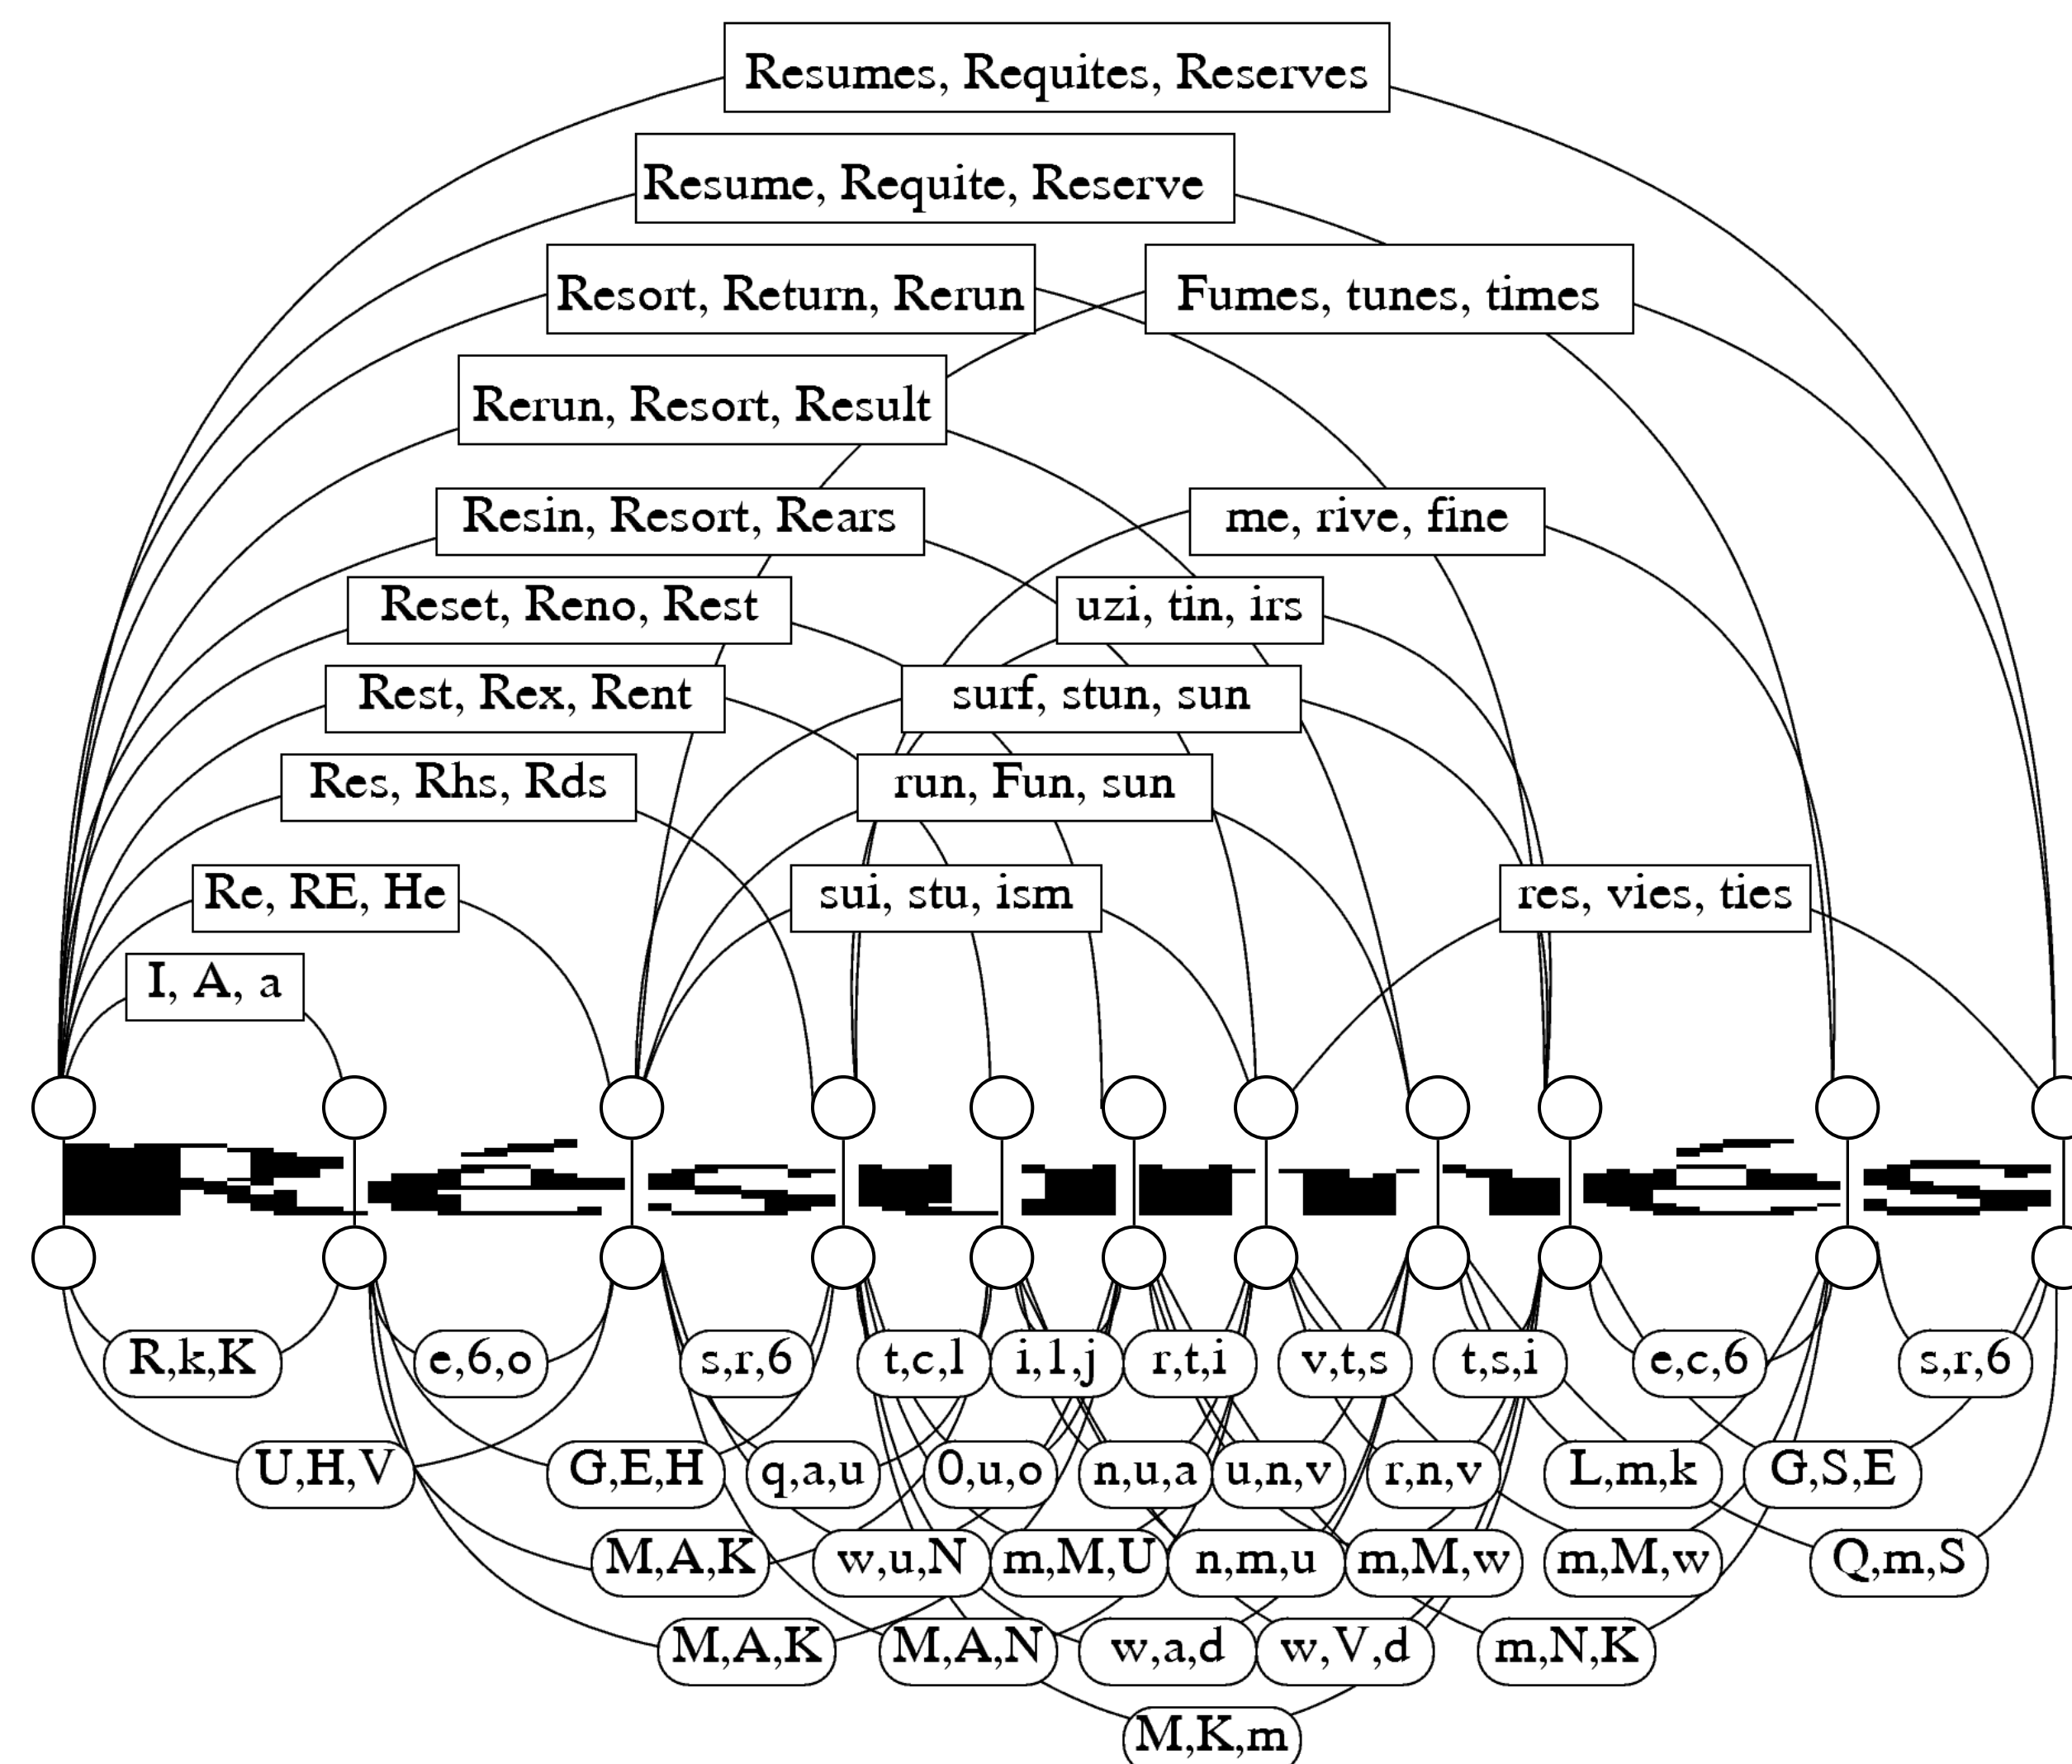 Resumes, Requites, Reserves
Resume, Requite, Reserve
Resort, Return, Rerun
Fumes, tunes, times
Rerun, Resort, Result
Resin, Resort, Rears
me, rive, fine
Reset, Reno, Rest
uzi, tin, irs
Rest, Rex, Rent
surf, stun, sun
Res, Rhs, Rds
run, Fun, sun
Re, RE, He
sui, stu, ism
res, vies, ties
I, A, a
Resumes
R,k,K
e,6,o
s,r,6
t,c,l
i,l,j
r,t,i
v,t,s
t,s,i
e,c,6
s,r,6
U,H,V
G,E,H
q,a,u
0,u,o
n,u,a
u,n,v
r,n,v
L,m,k
G,S,E
M,A,K
w,u,N
m,M,U
n,m,u
m,M,w
m,M,w
Q,m,S
M,A,K
M,A,N
w,a,d
w,V,d
m,N,K
M,K,m